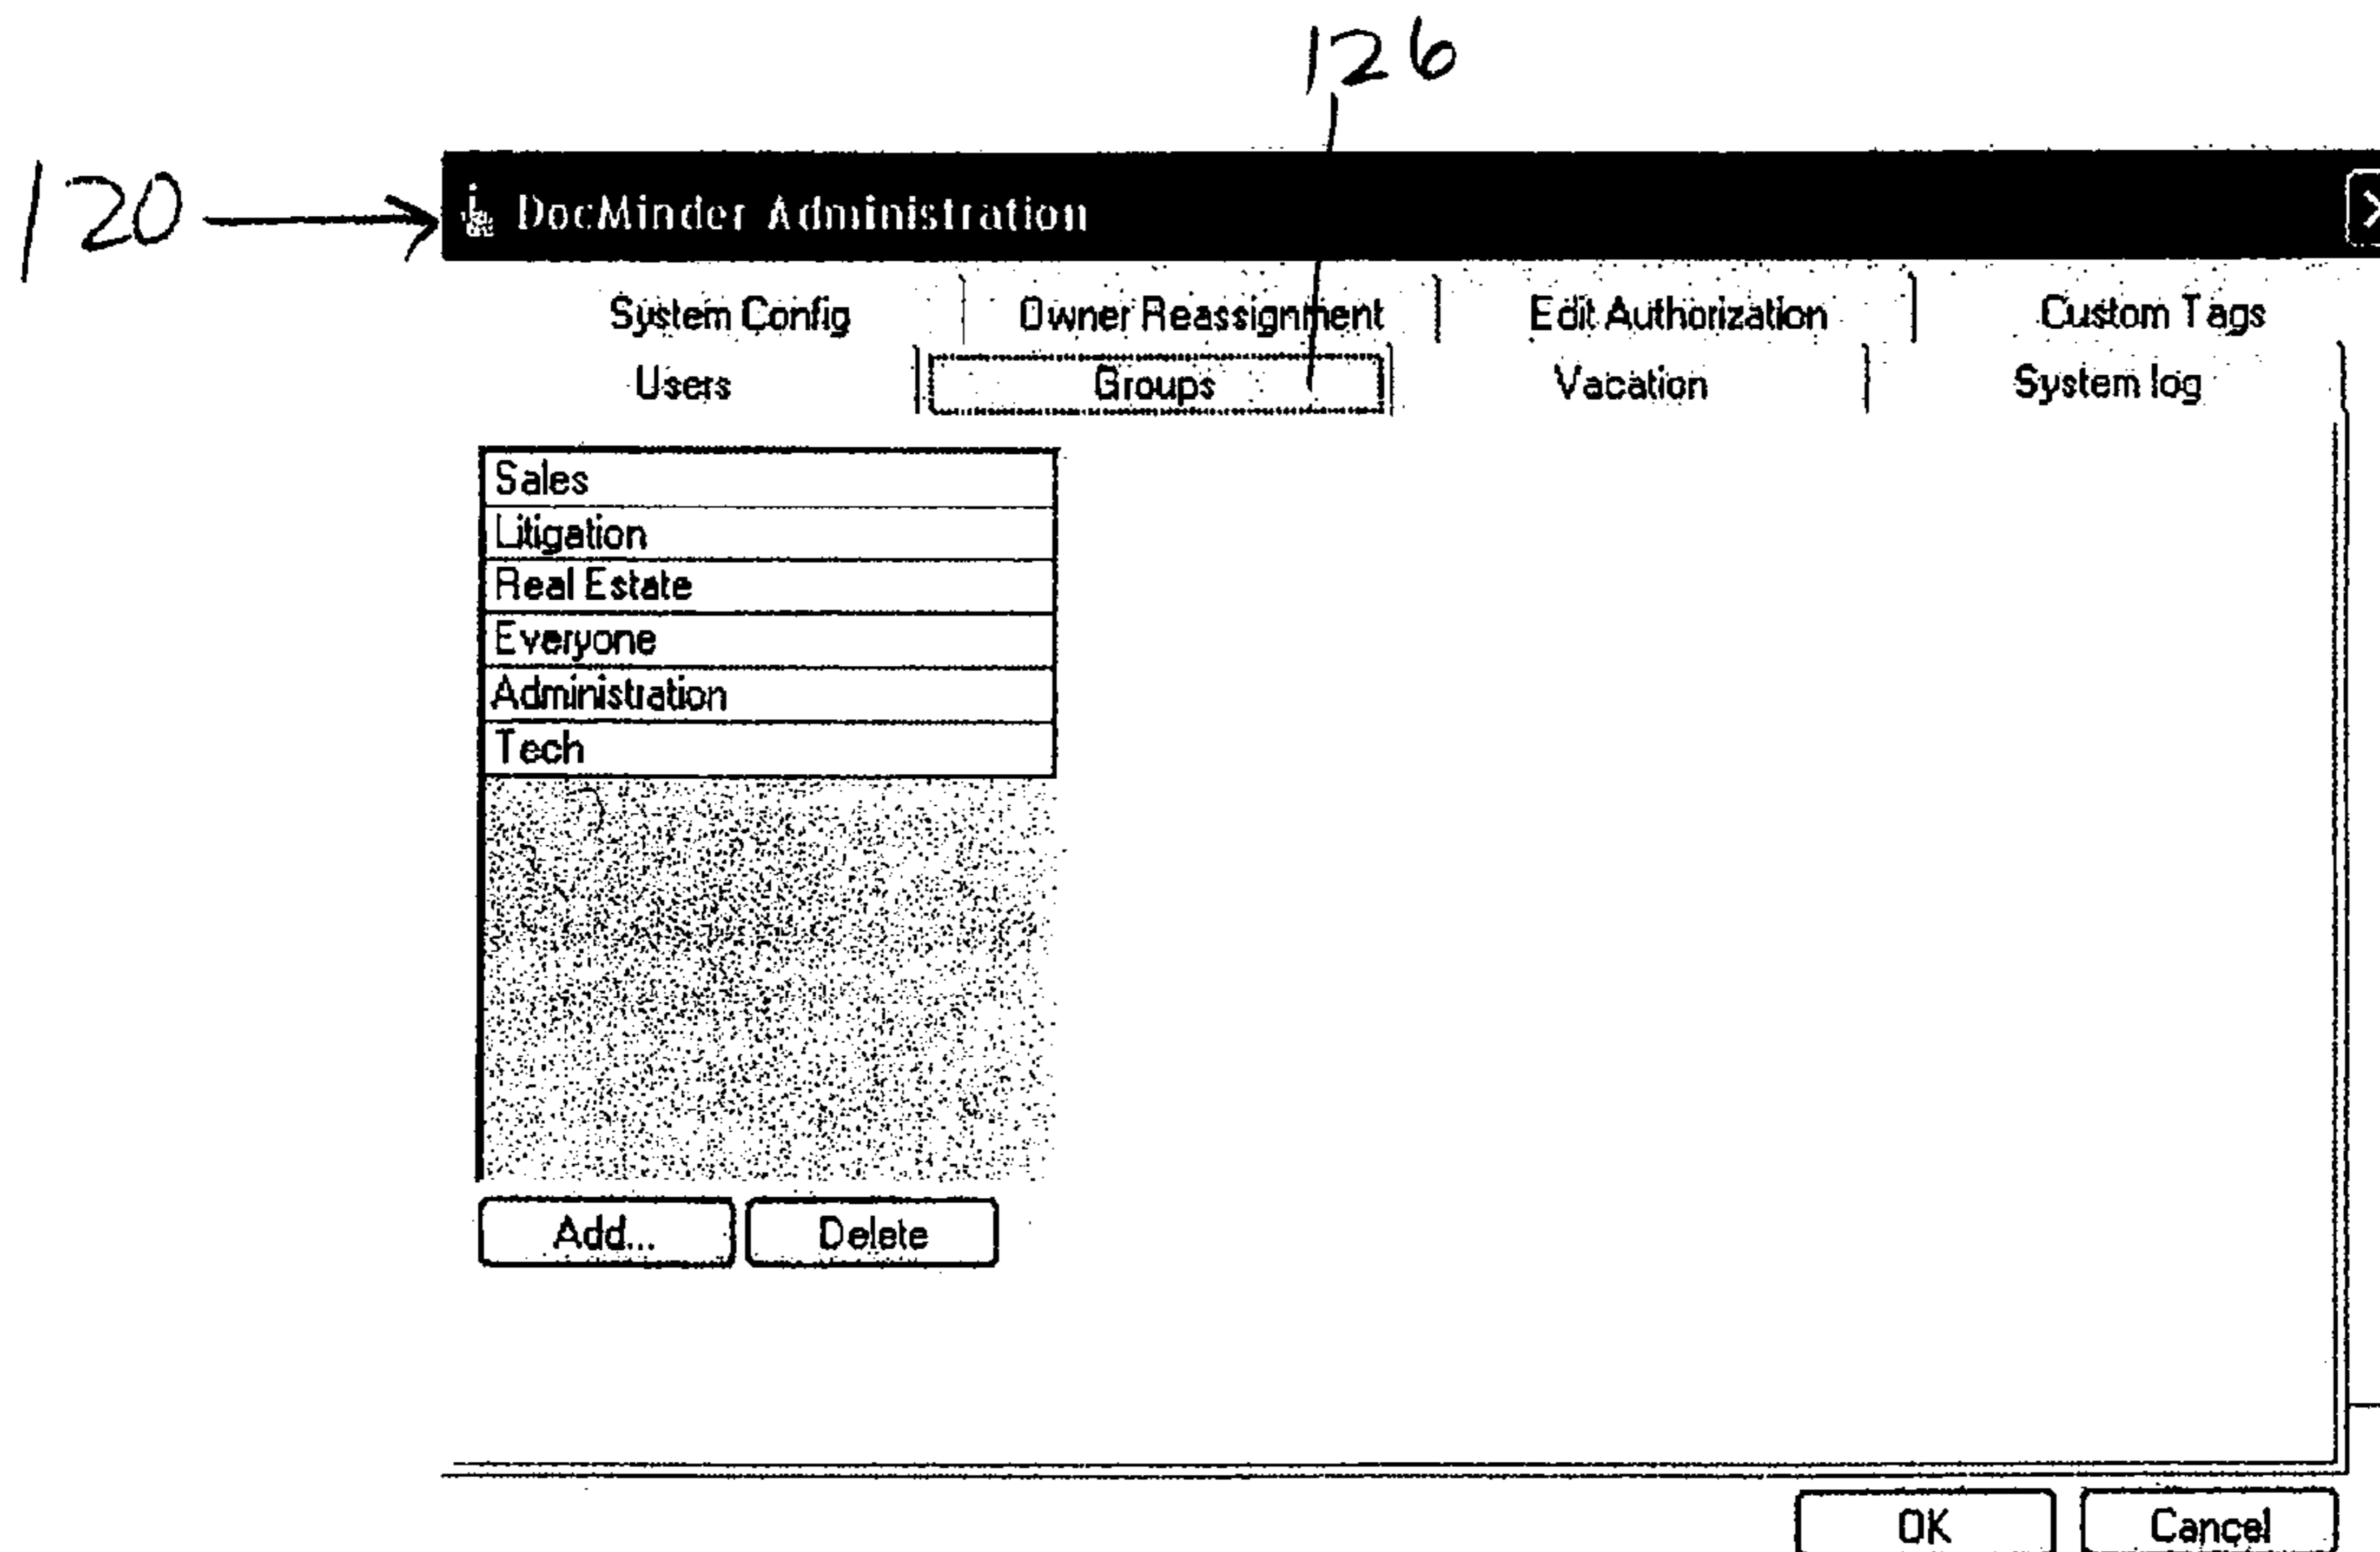 126
120
DocMinder Administration
System Config Owner Reassignment Edit Authorization Custom Tags
Users Groups Vacation System log
Sales
Litigation
Real Estate
Everyone
Administration
Tech
Add... Delete
OK Cancel